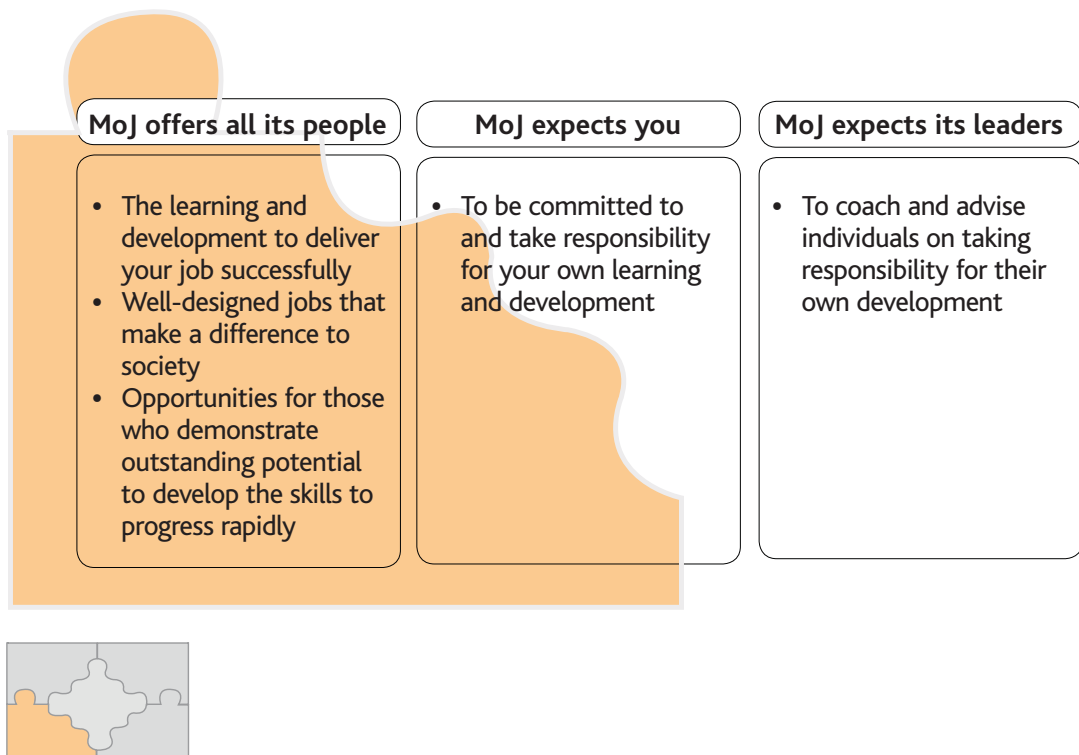 MoJ offers all its people
• The learning and
development to deliver
your job successfully
• Well-designed jobs that
make a difference to
society
• Opportunities for those
who demonstrate
outstanding potential
to develop the skills to
progress rapidly
MoJ expects you
• To be committed to
and take responsibility
for your own learning
and development
MoJ expects its leaders
• To coach and advise
individuals on taking
responsibility for their
own development